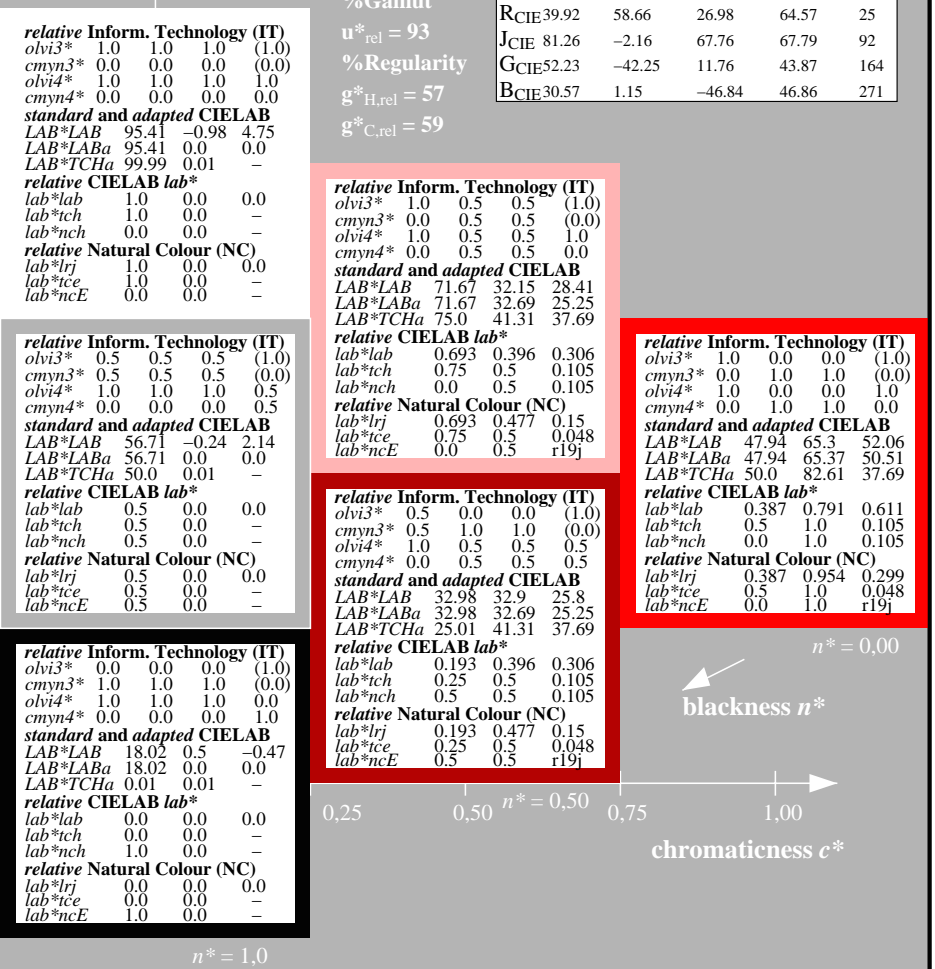 %Gamut
u*rel = 93
%Regularity
g*H,rel = 57
g*C,rel = 59
RCIE 39.92 58.66 26.98 64.57 25
JCIE 81.26 –2.16 67.76 67.79 92
GCIE 52.23 –42.25 11.76 43.87 164
BCIE 30.57 1.15 –46.84 46.86 271
relative Inform. Technology (IT)
olvi3* 1.0 1.0 1.0 (1.0)
cmyn3* 0.0 0.0 0.0 (0.0)
olvi4* 1.0 1.0 1.0 1.0
cmyn4* 0.0 0.0 0.0 0.0
standard and adapted CIELAB
LAB*LAB 95.41 –0.98 4.75
LAB*LABa 95.41 0.0 0.0
LAB*TCHa 99.99 0.01 –
relative CIELAB lab*
lab*lab 1.0 0.0 0.0
lab*tch 1.0 0.0 –
lab*nch 0.0 0.0 –
relative Natural Colour (NC)
lab*lrj 1.0 0.0 0.0
lab*tce 1.0 0.0 –
lab*ncE 0.0 0.0 –
relative Inform. Technology (IT)
olvi3* 1.0 0.5 0.5 (1.0)
cmyn3* 0.0 0.5 0.5 (0.0)
olvi4* 1.0 0.5 0.5 1.0
cmyn4* 0.0 0.5 0.5 0.0
standard and adapted CIELAB
LAB*LAB 71.67 32.15 28.41
LAB*LABa 71.67 32.69 25.25
LAB*TCHa 75.0 41.31 37.69
relative CIELAB lab*
lab*lab 0.693 0.396 0.306
lab*tch 0.75 0.5 0.105
lab*nch 0.0 0.5 0.105
relative Natural Colour (NC)
lab*lrj 0.693 0.477 0.15
lab*tce 0.75 0.5 0.048
lab*ncE 0.0 0.5 r19j
relative Inform. Technology (IT)
olvi3* 0.5 0.5 0.5 (1.0)
cmyn3* 0.5 0.5 0.5 (0.0)
olvi4* 1.0 1.0 1.0 0.5
cmyn4* 0.0 0.0 0.0 0.5
standard and adapted CIELAB
LAB*LAB 56.71 –0.24 2.14
LAB*LABa 56.71 0.0 0.0
LAB*TCHa 50.0 0.01 –
relative CIELAB lab*
lab*lab 0.5 0.0 0.0
lab*tch 0.5 0.0 –
lab*nch 0.5 0.0 –
relative Natural Colour (NC)
lab*lrj 0.5 0.0 0.0
lab*tce 0.5 0.0 –
lab*ncE 0.5 0.0 –
relative Inform. Technology (IT)
olvi3* 1.0 0.0 0.0 (1.0)
cmyn3* 0.0 1.0 1.0 (0.0)
olvi4* 1.0 0.0 0.0 1.0
cmyn4* 0.0 1.0 1.0 0.0
standard and adapted CIELAB
LAB*LAB 47.94 65.3 52.06
LAB*LABa 47.94 65.37 50.51
LAB*TCHa 50.0 82.61 37.69
relative CIELAB lab*
lab*lab 0.387 0.791 0.611
lab*tch 0.5 1.0 0.105
lab*nch 0.0 1.0 0.105
relative Natural Colour (NC)
lab*lrj 0.387 0.954 0.299
lab*tce 0.5 1.0 0.048
lab*ncE 0.0 1.0 r19j
relative Inform. Technology (IT)
olvi3* 0.5 0.0 0.0 (1.0)
cmyn3* 0.5 1.0 1.0 (0.0)
olvi4* 1.0 0.5 0.5 0.5
cmyn4* 0.0 0.5 0.5 0.5
standard and adapted CIELAB
LAB*LAB 32.98 32.9 25.8
LAB*LABa 32.98 32.69 25.25
LAB*TCHa 25.01 41.31 37.69
relative CIELAB lab*
lab*lab 0.193 0.396 0.306
lab*tch 0.25 0.5 0.105
lab*nch 0.5 0.5 0.105
relative Natural Colour (NC)
lab*lrj 0.193 0.477 0.15
lab*tce 0.25 0.5 0.048
lab*ncE 0.5 0.5 r19j
relative Inform. Technology (IT)
olvi3* 0.0 0.0 0.0 (1.0)
cmyn3* 1.0 1.0 1.0 (0.0)
olvi4* 1.0 1.0 1.0 0.0
cmyn4* 0.0 0.0 0.0 1.0
standard and adapted CIELAB
LAB*LAB 18.02 0.5 –0.47
LAB*LABa 18.02 0.0 0.0
LAB*TCHa 0.01 0.01 –
relative CIELAB lab*
lab*lab 0.0 0.0 0.0
lab*tch 0.0 0.0 –
lab*nch 1.0 0.0 –
relative Natural Colour (NC)
lab*lrj 0.0 0.0 0.0
lab*tce 0.0 0.0 –
lab*ncE 1.0 0.0 –
n* = 0,00
blackness n*
n* = 0,50
0,25 0,50 0,75 1,00
chromaticness c*
n* = 1,0